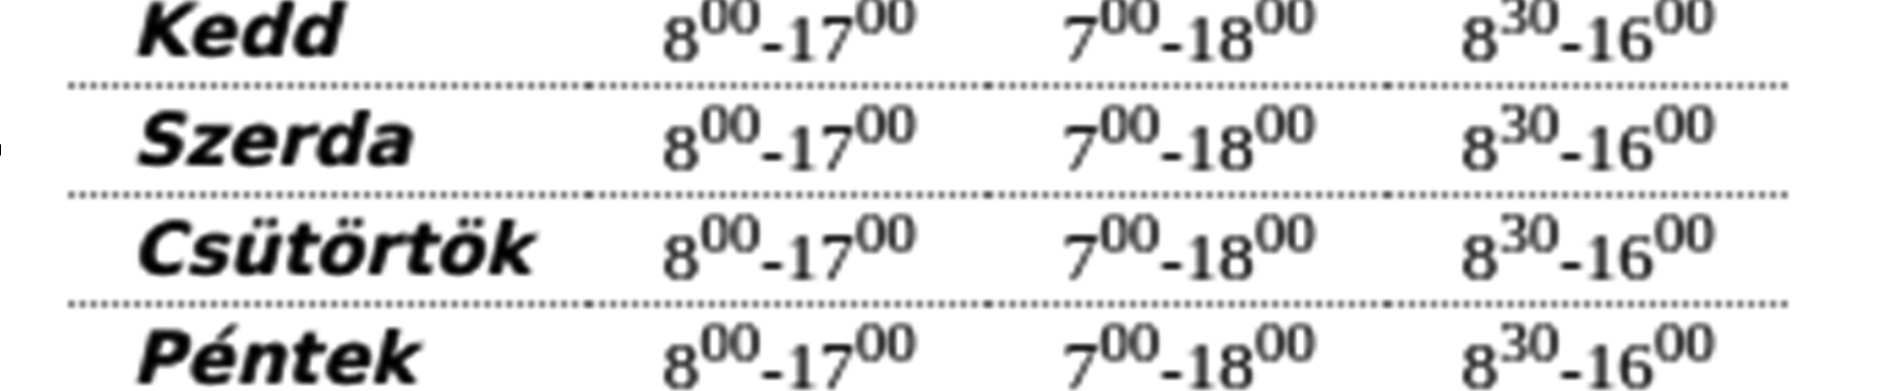 Kedd 8⁰⁰-17⁰⁰ 7⁰⁰-18⁰⁰ 8³⁰-16⁰⁰
Szerda 8⁰⁰-17⁰⁰ 7⁰⁰-18⁰⁰ 8³⁰-16⁰⁰
Csütörtök 8⁰⁰-17⁰⁰ 7⁰⁰-18⁰⁰ 8³⁰-16⁰⁰
Péntek 8⁰⁰-17⁰⁰ 7⁰⁰-18⁰⁰ 8³⁰-16⁰⁰